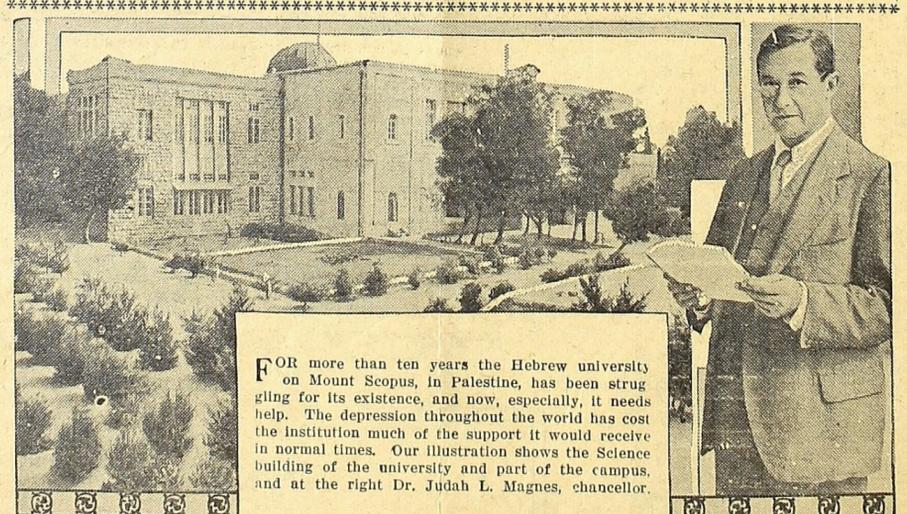 FOR more than ten years the Hebrew university
on Mount Scopus, in Palestine, has been strug
gling for its existence, and now, especially, it needs
help. The depression throughout the world has cost
the institution much of the support it would receive
in normal times. Our illustration shows the Science
building of the university and part of the campus,
and at the right Dr. Judah L. Magnes, chancellor.